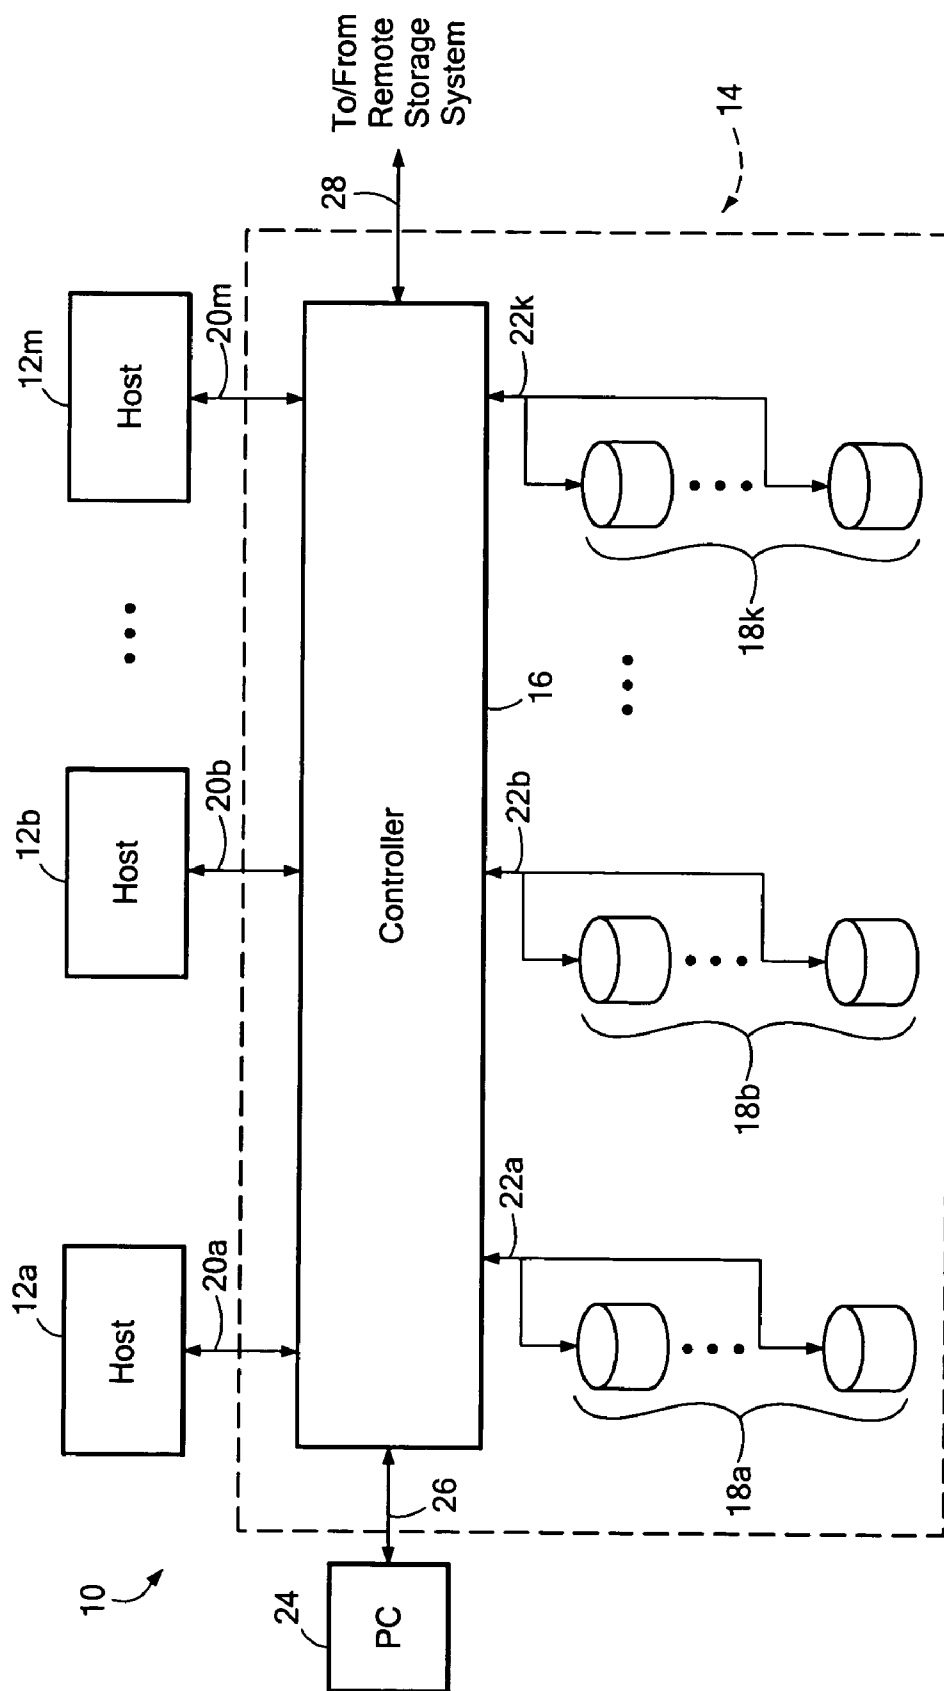 10
12a
Host
12b
Host
12m
Host
20a
20b
20m
24
PC
26
Controller
16
28
To/From
Remote
Storage
System
22a
22b
22k
18a
18b
18k
14